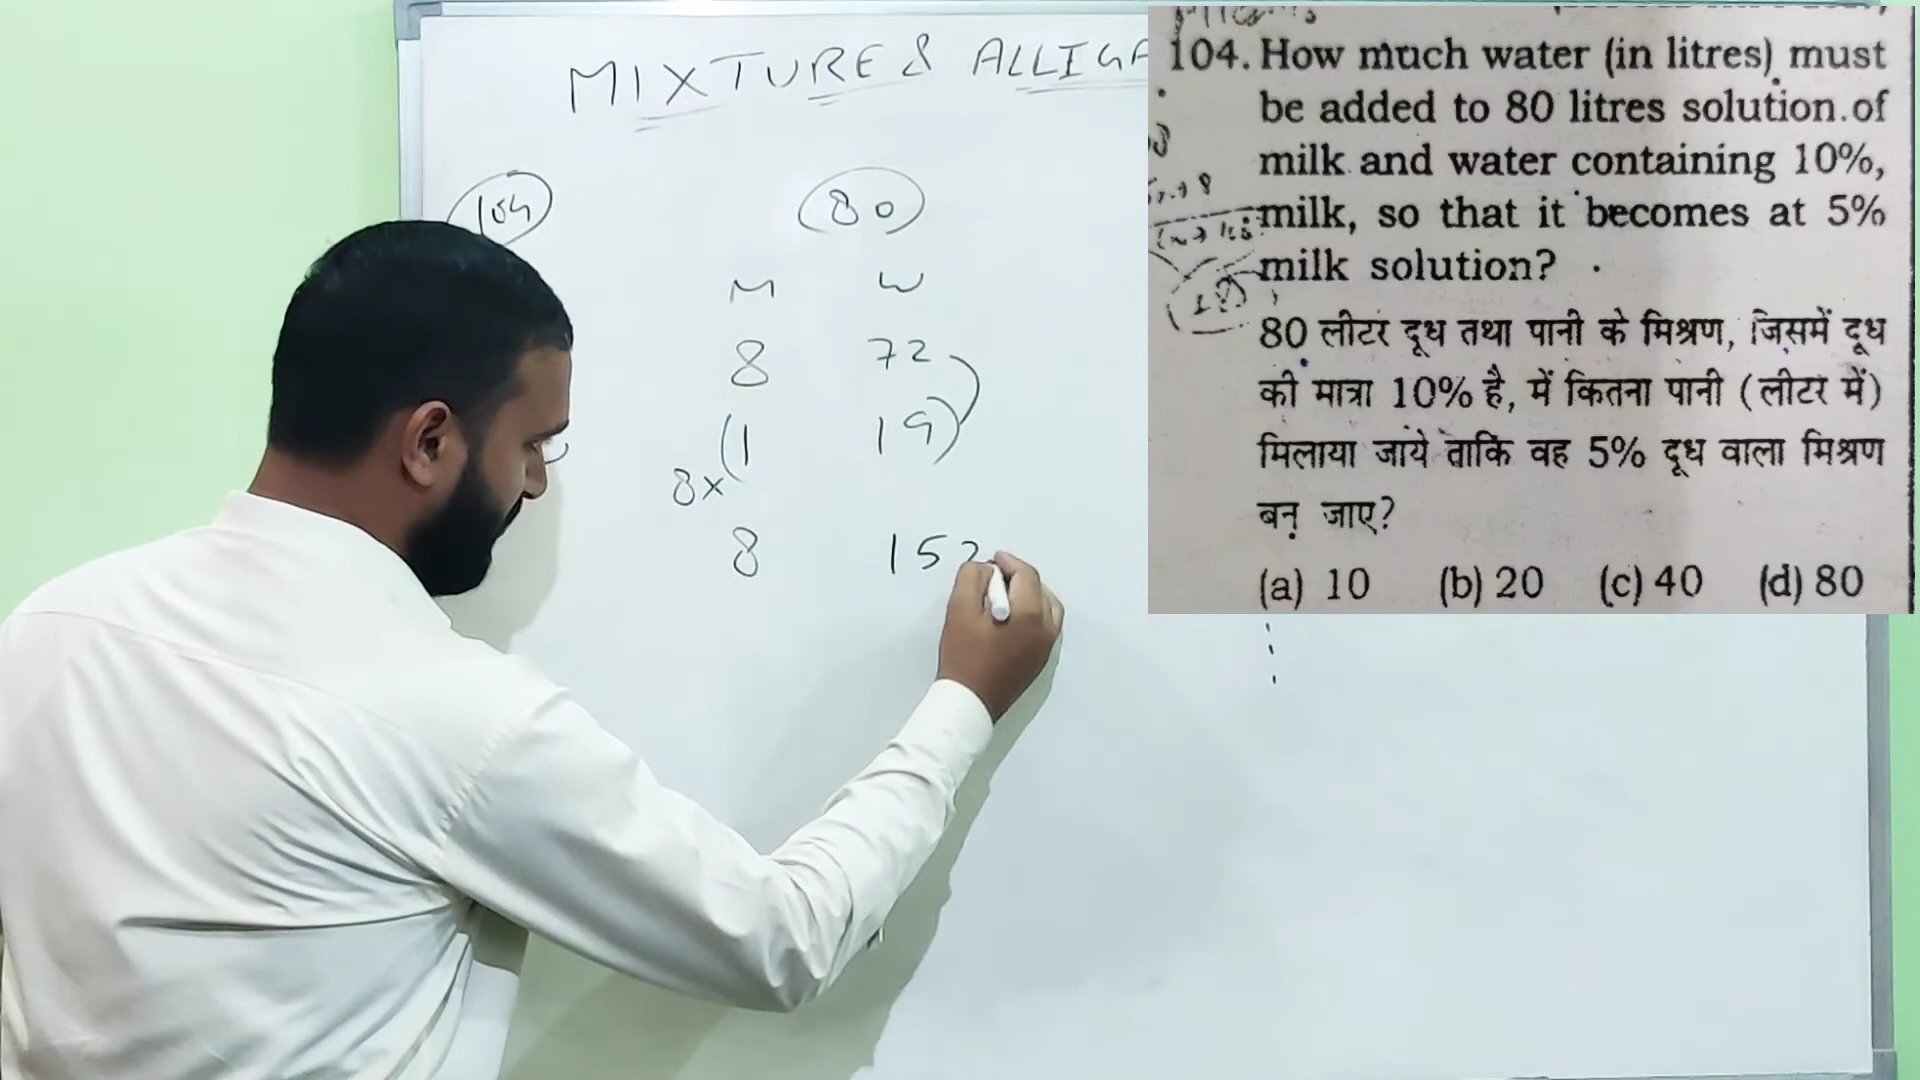 MIXTURE & ALLIGA
104
80
M W
8 72
(1 19)
8x
8 152
104. How much water (in litres) must
be added to 80 litres solution of
milk and water containing 10%,
milk, so that it becomes at 5%
milk solution?
80 लीटर दूध तथा पानी के मिश्रण, जिसमें दूध
की मात्रा 10% है, में कितना पानी (लीटर में)
मिलाया जाये ताकि वह 5% दूध वाला मिश्रण
बन जाए?
(a) 10 (b) 20 (c) 40 (d) 80